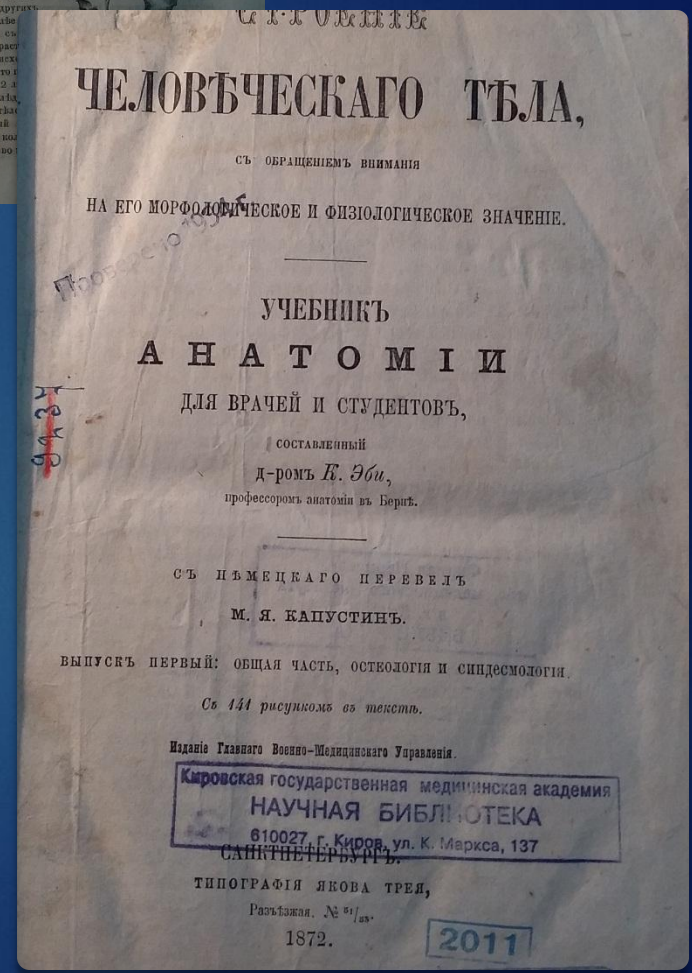 СТРОЕНІЕ
ЧЕЛОВѢЧЕСКАГО ТѢЛА,
СЪ ОБРАЩЕНІЕМЪ ВНИМАНІЯ
НА ЕГО МОРФОЛОГИЧЕСКОЕ И ФИЗІОЛОГИЧЕСКОЕ ЗНАЧЕНІЕ.
Проверено
УЧЕБНИКЪ
АНАТОМІИ
ДЛЯ ВРАЧЕЙ И СТУДЕНТОВЪ,
СОСТАВЛЕННЫЙ
Д-РОМЪ К. Эби,
профессоромъ анатоміи въ Бернѣ.
СЪ НѢМЕЦКАГО ПЕРЕВЕЛЪ
М. Я. КАПУСТИНЪ.
ВЫПУСКЪ ПЕРВЫЙ: ОБЩАЯ ЧАСТЬ, ОСТЕОЛОГІЯ И СИНДЕСМОЛОГІЯ.
Съ 141 рисункомъ въ текстѣ.
Изданіе Главнаго Военно-Медицинскаго Управленія.
Кировская государственная медицинская академия
НАУЧНАЯ БИБЛИОТЕКА
610027, г. Киров, ул. К. Маркса, 137
САНКТПЕТЕРБУРГЪ.
ТИПОГРАФІЯ ЯКОВА ТРЕЯ,
Разъѣзжая. №
1872.
2011